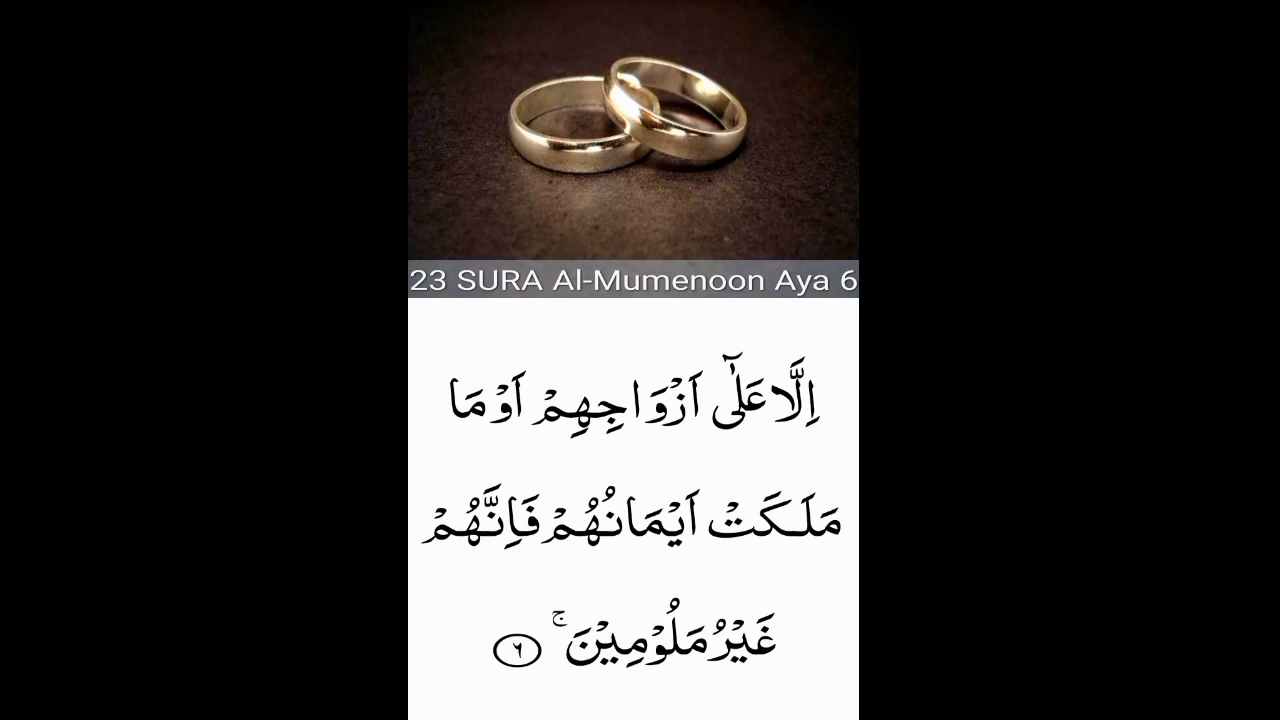 23 SURA Al-Mumenoon Aya 6
اِلَّا عَلٰٓى اَزْوَاجِهِمْ اَوْ مَا
مَلَـكَتْ اَيْمَانُهُمْ فَاِنَّهُمْ
غَيْرُ مَلُوْمِيْنَ ۚ ٦